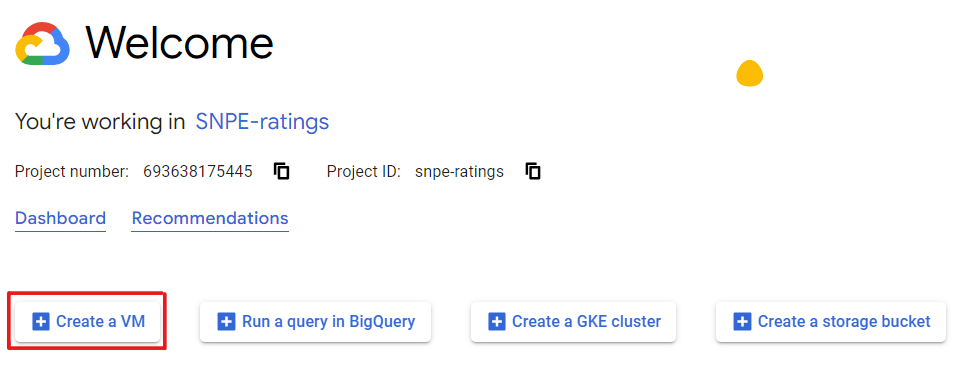 Welcome
You're working in SNPE-ratings
Project number: 693638175445 Project ID: snpe-ratings
Dashboard Recommendations
Create a VM Run a query in BigQuery Create a GKE cluster Create a storage bucket